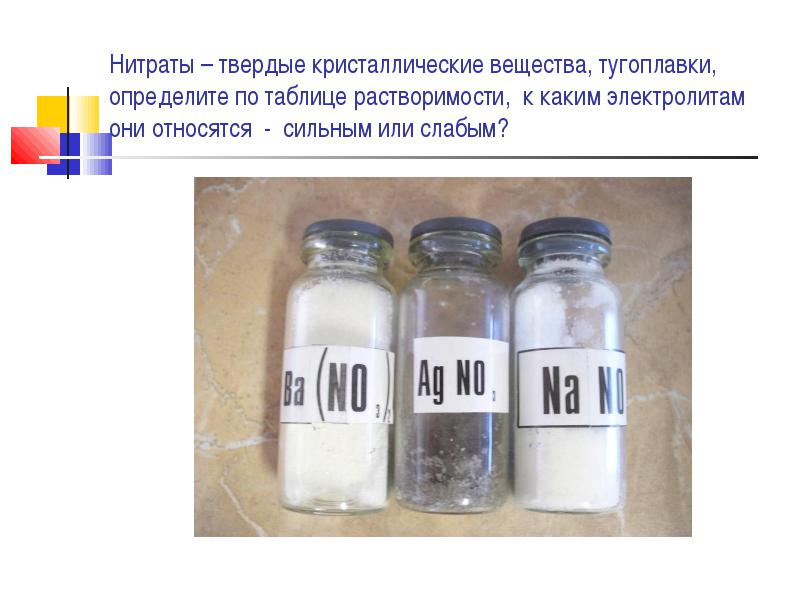 Нитраты – твердые кристаллические вещества, тугоплавки,
определите по таблице растворимости, к каким электролитам
они относятся - сильным или слабым?
Ba (NO3)2
Ag NO3
Na NO